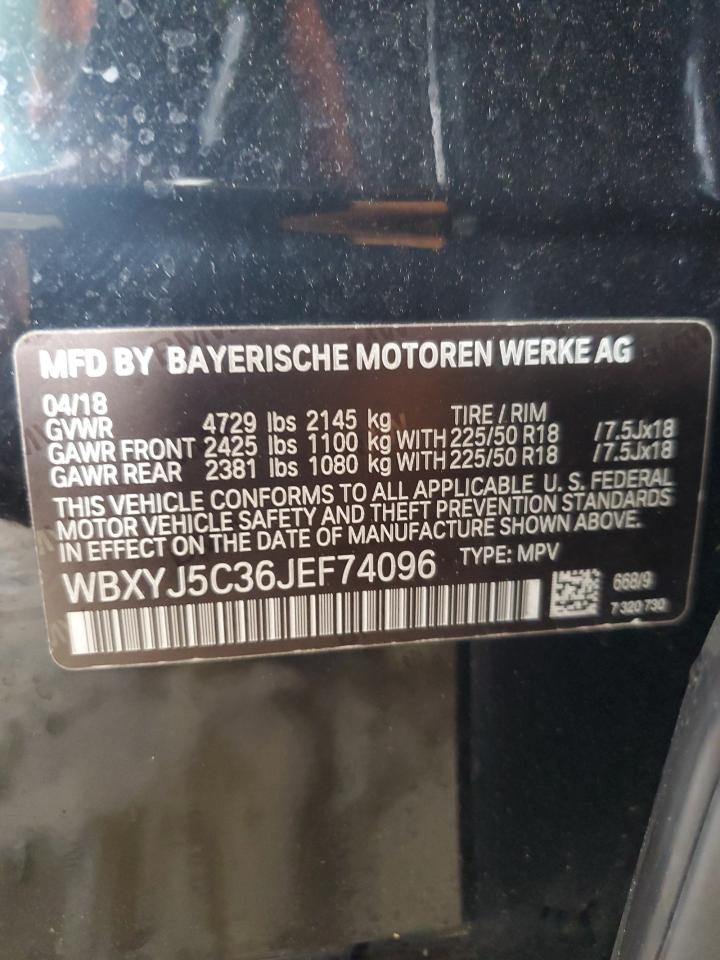 MFD BY BAYERISCHE MOTOREN WERKE AG
04/18
GVWR 4729 lbs 2145 kg TIRE / RIM
GAWR FRONT 2425 lbs 1100 kg WITH 225/50 R18 /7.5Jx18
GAWR REAR 2381 lbs 1080 kg WITH 225/50 R18 /7.5Jx18
THIS VEHICLE CONFORMS TO ALL APPLICABLE U. S. FEDERAL
MOTOR VEHICLE SAFETY AND THEFT PREVENTION STANDARDS
IN EFFECT ON THE DATE OF MANUFACTURE SHOWN ABOVE.
WBXYJ5C36JEF74096 TYPE: MPV
668/9
7 320 730